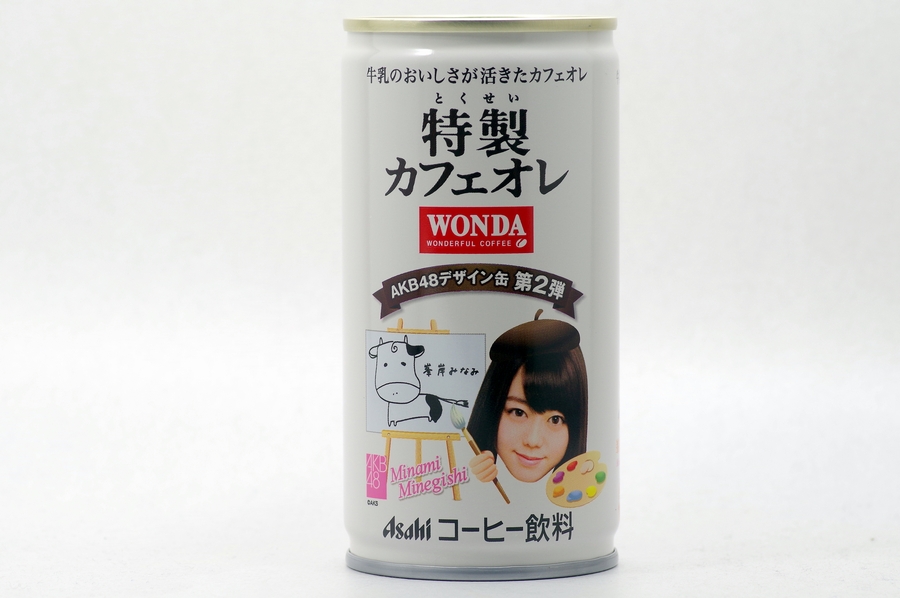 牛乳のおいしさが活きたカフェオレ
とくせい
特製
カフェオレ
WONDA
WONDERFUL COFFEE
AKB48デザイン缶 第2弾
峯岸みなみ
AKB
48
Minami
Minegishi
©AKS
Asahi コーヒー飲料